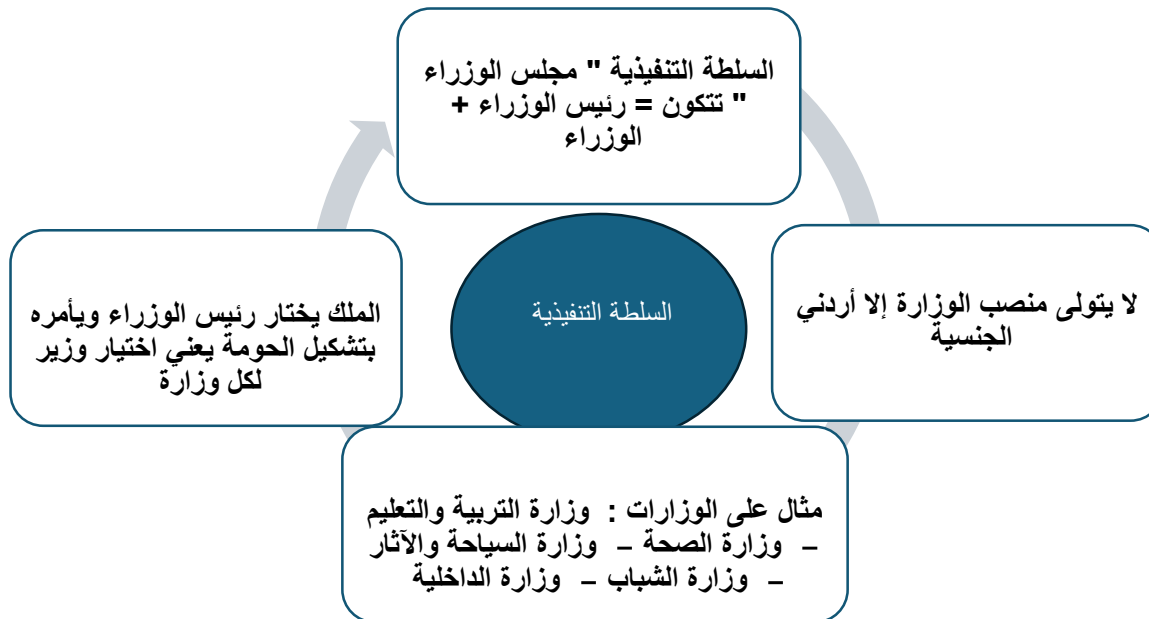 السلطة التنفيذية " مجلس الوزراء
" تتكون = رئيس الوزراء +
الوزراء
لا يتولى منصب الوزارة إلا أردني
الجنسية
مثال على الوزارات : وزارة التربية والتعليم
– وزارة الصحة – وزارة السياحة والآثار
– وزارة الشباب – وزارة الداخلية
الملك يختار رئيس الوزراء ويأمره
بتشكيل الحومة يعني اختيار وزير
لكل وزارة
السلطة التنفيذية